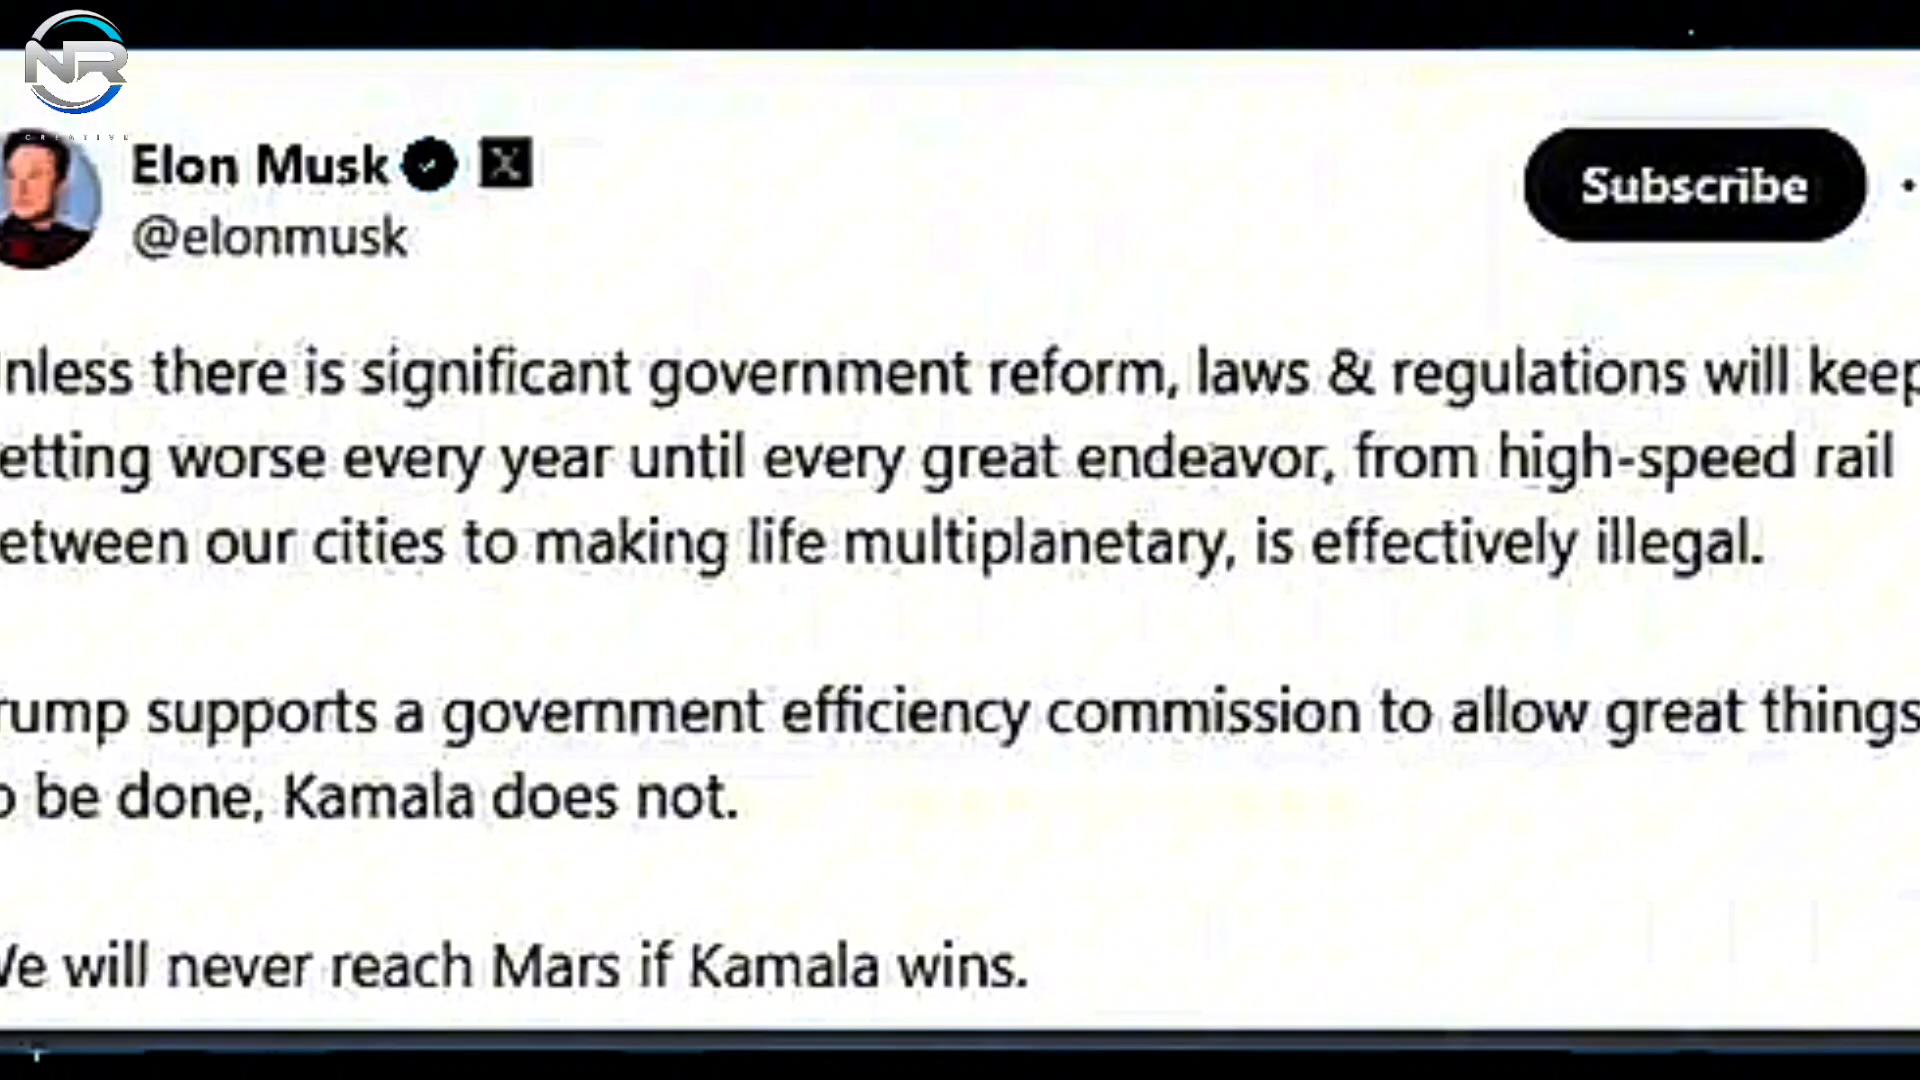 NR
CREATIVE
Elon Musk
@elonmusk
Subscribe
nless there is significant government reform, laws & regulations will keep
etting worse every year until every great endeavor, from high-speed rail
etween our cities to making life multiplanetary, is effectively illegal.
rump supports a government efficiency commission to allow great things
o be done, Kamala does not.
We will never reach Mars if Kamala wins.